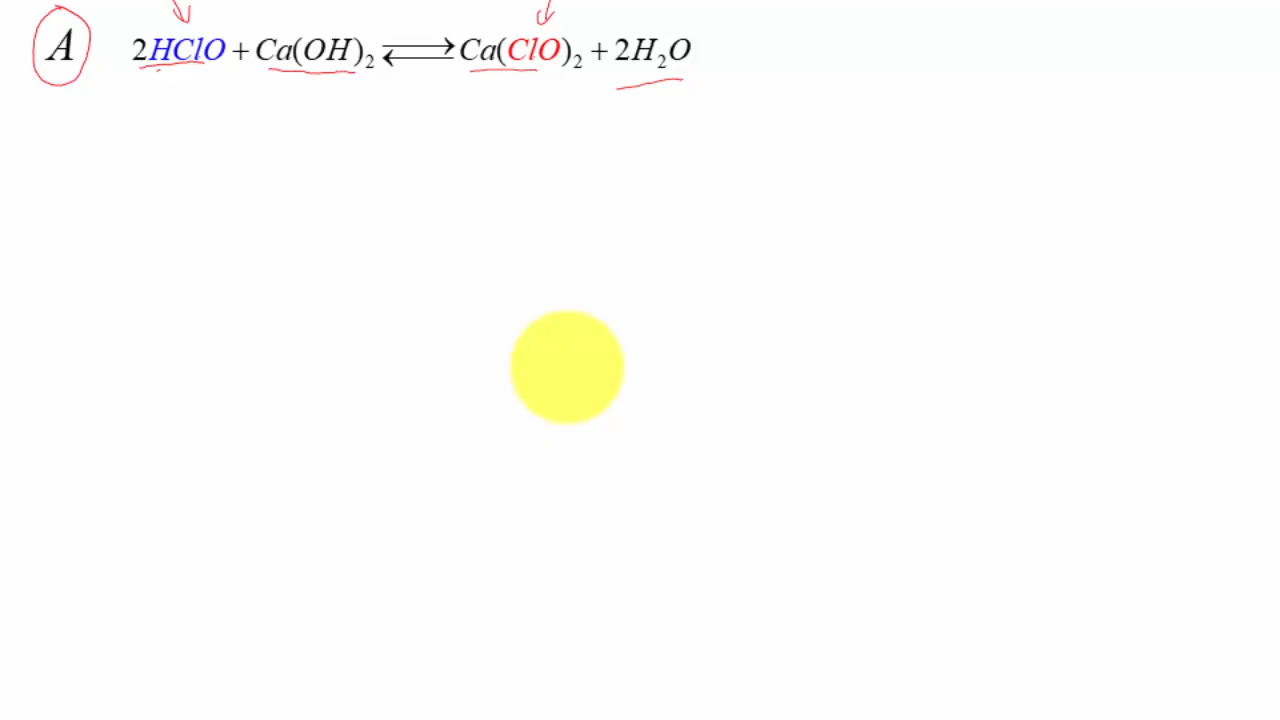 A 2HClO + Ca(OH)₂ ⇌ Ca(ClO)₂ + 2H₂O